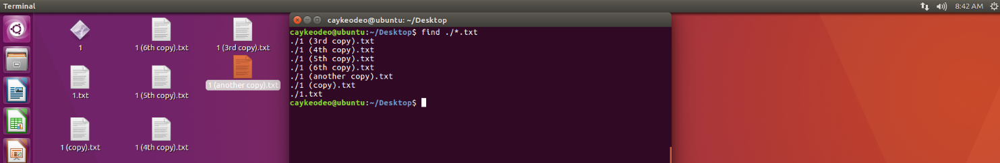 Terminal
8:42 AM
1
1 (6th copy).txt
1 (3rd copy).txt
1.txt
1 (5th copy).txt
1 (another copy).txt
1 (copy).txt
1 (4th copy).txt
caykeodeo@ubuntu: ~/Desktop
caykeodeo@ubuntu:~/Desktop$ find ./*.txt
./1 (3rd copy).txt
./1 (4th copy).txt
./1 (5th copy).txt
./1 (6th copy).txt
./1 (another copy).txt
./1 (copy).txt
./1.txt
caykeodeo@ubuntu:~/Desktop$